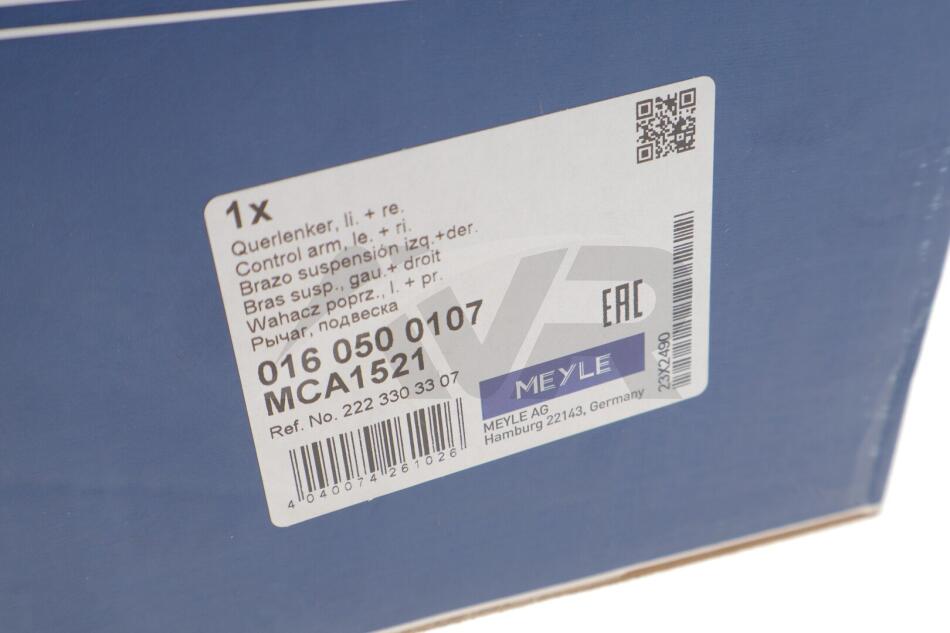 1x
Querlenker, li. + re.
Control arm, le. + ri.
Brazo suspensión izq.+der.
Bras susp., gau.+ droit
Wahacz poprz., l. + pr.
Рычаг, подвеска
016 050 0107
MCA1521
Ref. No. 222 330 33 07
4 040074 261026
EAC
MEYLE
MEYLE AG
Hamburg 22143, Germany
23X2490
VR